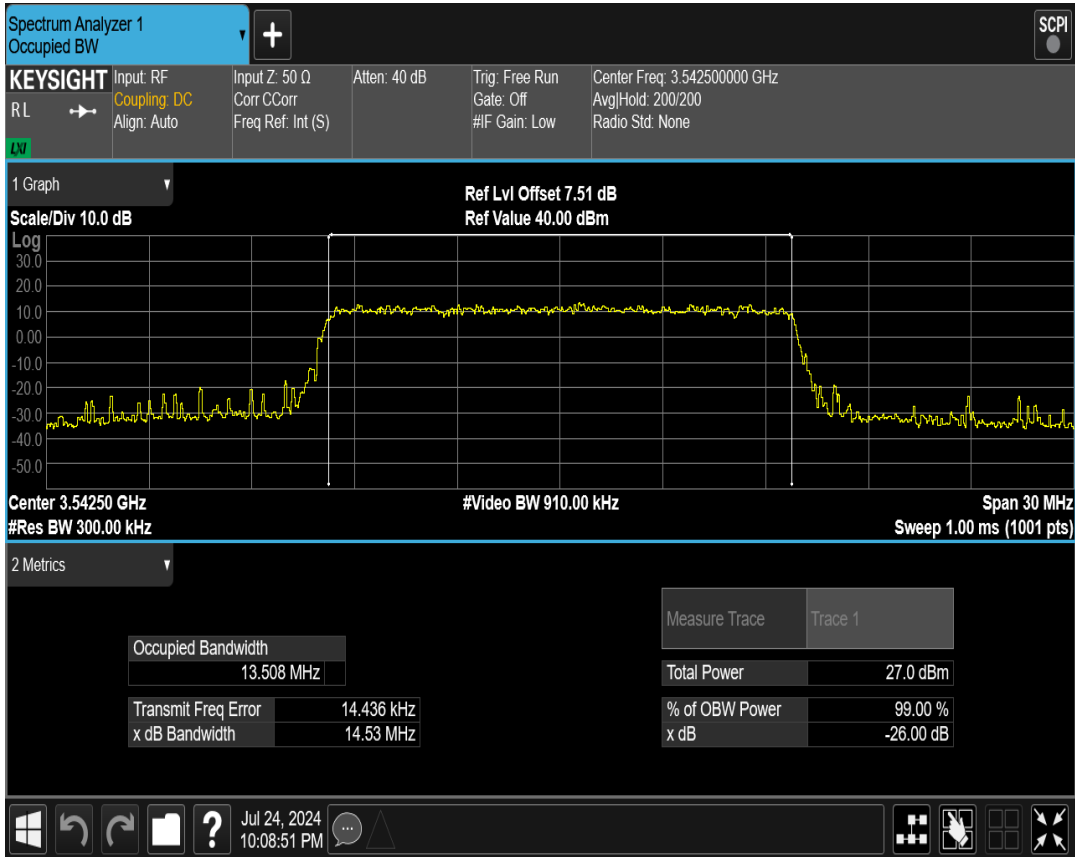 Spectrum Analyzer 1
Occupied BW
SCPI
KEYSIGHT
RL
LXI
Input: RF
Coupling: DC
Align: Auto
Input Z: 50 Ω
Corr CCorr
Freq Ref: Int (S)
Atten: 40 dB
Trig: Free Run
Gate: Off
#IF Gain: Low
Center Freq: 3.542500000 GHz
Avg|Hold: 200/200
Radio Std: None
1 Graph
Scale/Div 10.0 dB
Ref Lvl Offset 7.51 dB
Ref Value 40.00 dBm
Log
30.0
20.0
10.0
0.00
-10.0
-20.0
-30.0
-40.0
-50.0
Center 3.54250 GHz
#Video BW 910.00 kHz
Span 30 MHz
#Res BW 300.00 kHz
Sweep 1.00 ms (1001 pts)
2 Metrics
Measure Trace Trace 1
Occupied Bandwidth
13.508 MHz
Total Power 27.0 dBm
Transmit Freq Error 14.436 kHz
% of OBW Power 99.00 %
x dB Bandwidth 14.53 MHz
x dB -26.00 dB
Jul 24, 2024
10:08:51 PM